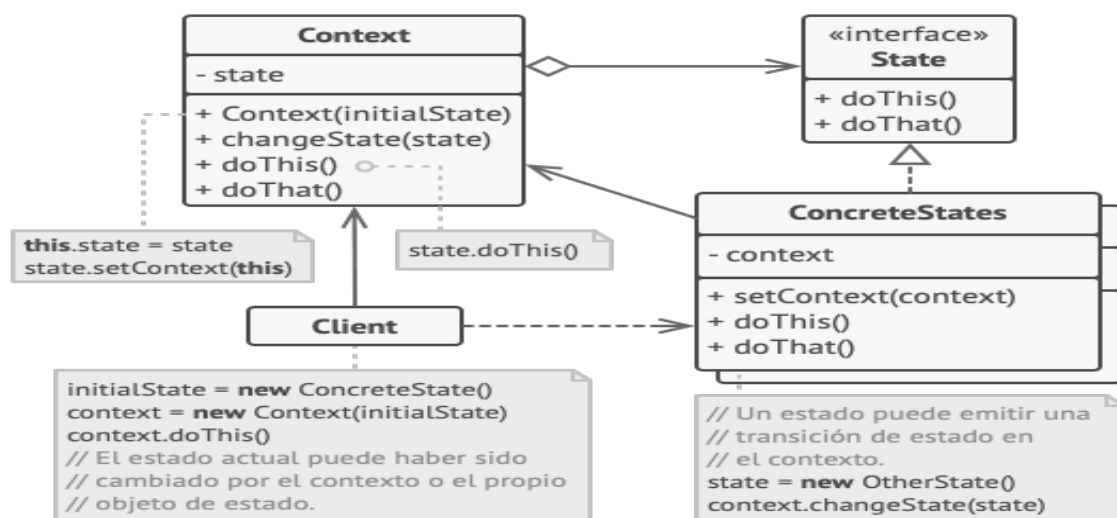 Context
- state
+ Context(initialState)
+ changeState(state)
+ doThis()
+ doThat()
«interface»
State
+ doThis()
+ doThat()
this.state = state
state.setContext(this)
state.doThis()
ConcreteStates
- context
+ setContext(context)
+ doThis()
+ doThat()
Client
initialState = new ConcreteState()
context = new Context(initialState)
context.doThis()
// El estado actual puede haber sido
// cambiado por el contexto o el propio
// objeto de estado.
// Un estado puede emitir una
// transición de estado en
// el contexto.
state = new OtherState()
context.changeState(state)